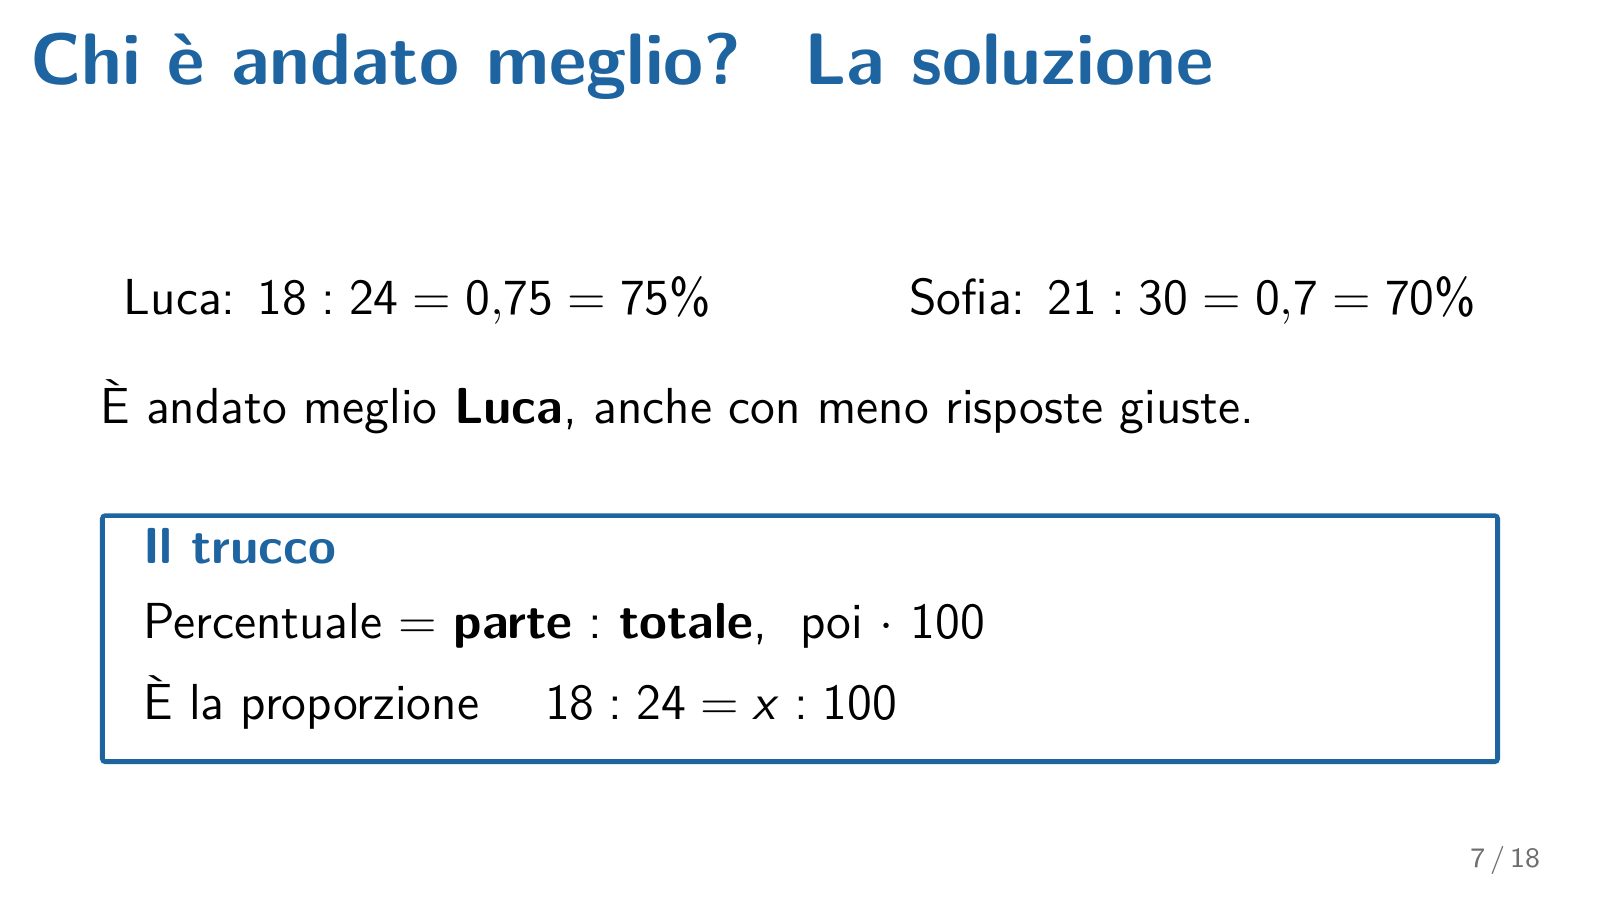 Chi è andato meglio? La soluzione
Luca: 18 : 24 = 0,75 = 75%
Sofia: 21 : 30 = 0,7 = 70%
È andato meglio Luca, anche con meno risposte giuste.
Il trucco
Percentuale = parte : totale, poi · 100
È la proporzione 18 : 24 = x : 100
7 / 18